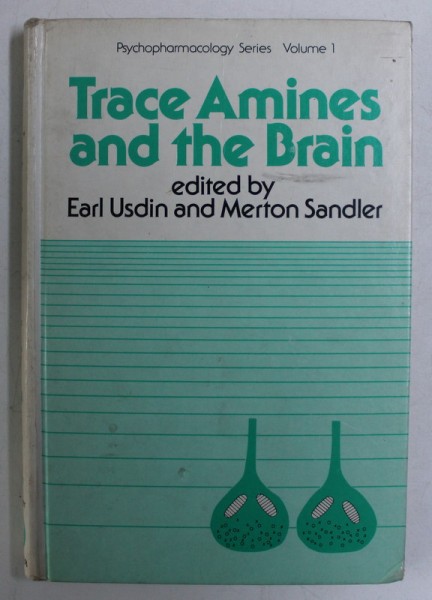 Psychopharmacology Series Volume 1
Trace Amines
and the Brain
edited by
Earl Usdin and Merton Sandler